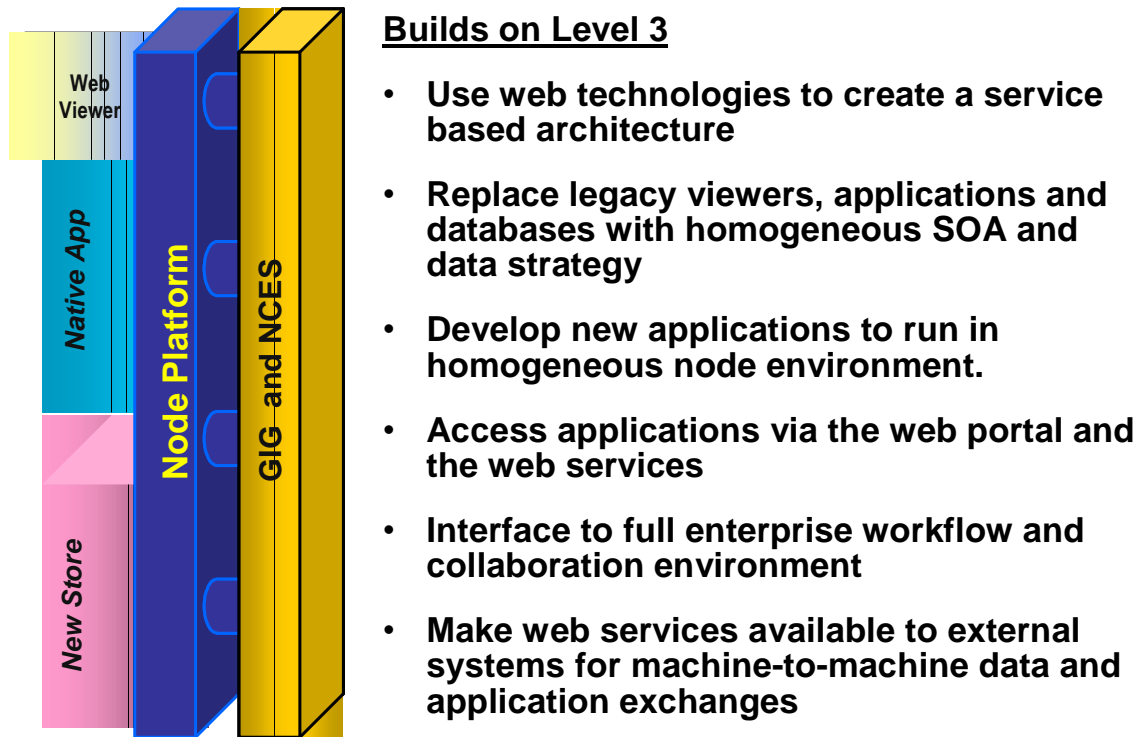 Web
Viewer
Native App
New Store
Node Platform
GIG and NCES
Builds on Level 3
• Use web technologies to create a service
based architecture
• Replace legacy viewers, applications and
databases with homogeneous SOA and
data strategy
• Develop new applications to run in
homogeneous node environment.
• Access applications via the web portal and
the web services
• Interface to full enterprise workflow and
collaboration environment
• Make web services available to external
systems for machine-to-machine data and
application exchanges